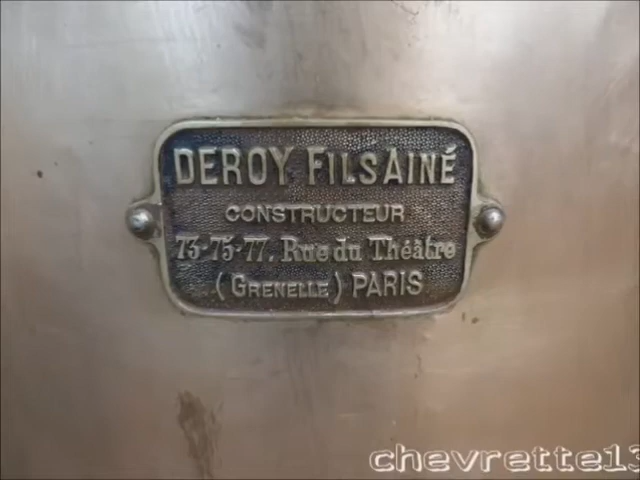 DEROY FILS AINÉ
CONSTRUCTEUR
73-75-77. Rue du Théâtre
(GRENELLE) PARIS
chevrette13